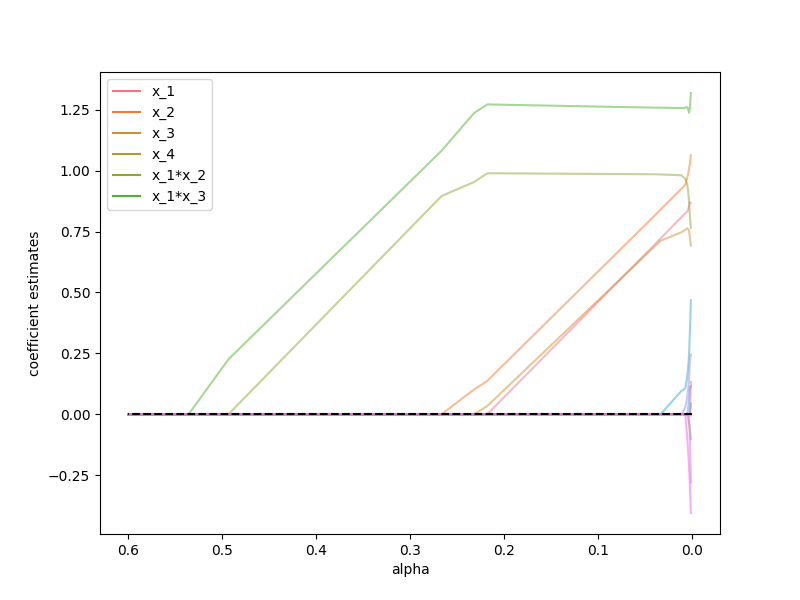 x_1
x_2
x_3
x_4
x_1*x_2
x_1*x_3
1.25
1.00
0.75
0.50
0.25
0.00
−0.25
coefficient estimates
0.6 0.5 0.4 0.3 0.2 0.1 0.0
alpha